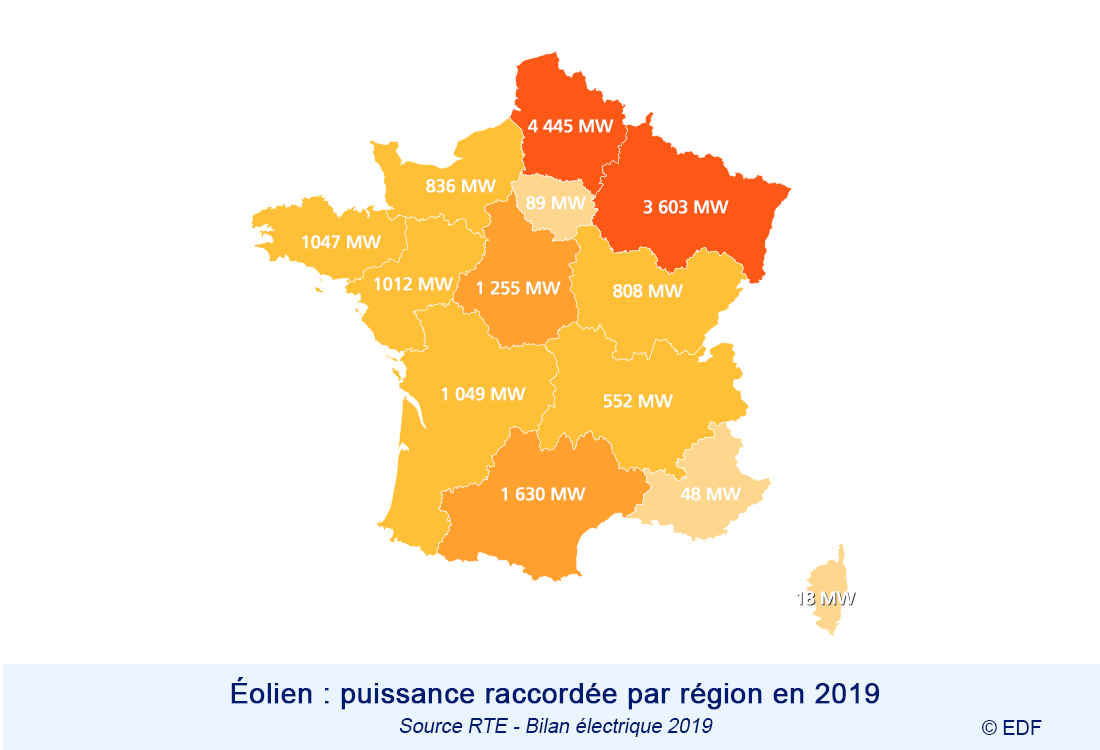 4 445 MW
836 MW
89 MW
3 603 MW
1047 MW
1012 MW
1 255 MW
808 MW
1 049 MW
552 MW
1 630 MW
48 MW
18 MW
Éolien : puissance raccordée par région en 2019
Source RTE - Bilan électrique 2019
© EDF